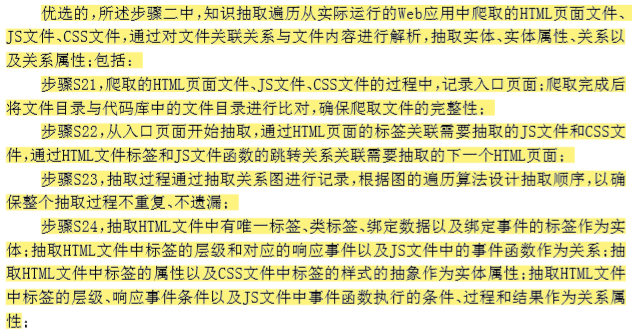 优选的,所述步骤二中,知识抽取遍历从实际运行的Web应用中爬取的HTML页面文件、
JS文件、CSS文件,通过对文件关联关系与文件内容进行解析,抽取实体、实体属性、关系以
及关系属性;包括:
步骤S21,爬取的HTML页面文件、JS文件、CSS文件的过程中,记录入口页面;爬取完成后
将文件目录与代码库中的文件目录进行比对,确保爬取文件的完整性;
步骤S22,从入口页面开始抽取,通过HTML页面的标签关联需要抽取的JS文件和CSS文
件,通过HTML文件标签和JS文件函数的跳转关系关联需要抽取的下一个HTML页面;
步骤S23,抽取过程通过抽取关系图进行记录,根据图的遍历算法设计抽取顺序,以确
保整个抽取过程不重复、不遗漏;
步骤S24,抽取HTML文件中有唯一标签、类标签、绑定数据以及绑定事件的标签作为实
体;抽取HTML文件中标签的层级和对应的响应事件以及JS文件中的事件函数作为关系;抽
取HTML文件中标签的属性以及CSS文件中标签的样式的抽象作为实体属性;抽取HTML文件
中标签的层级、响应事件条件以及JS文件中事件函数执行的条件、过程和结果作为关系属
性;